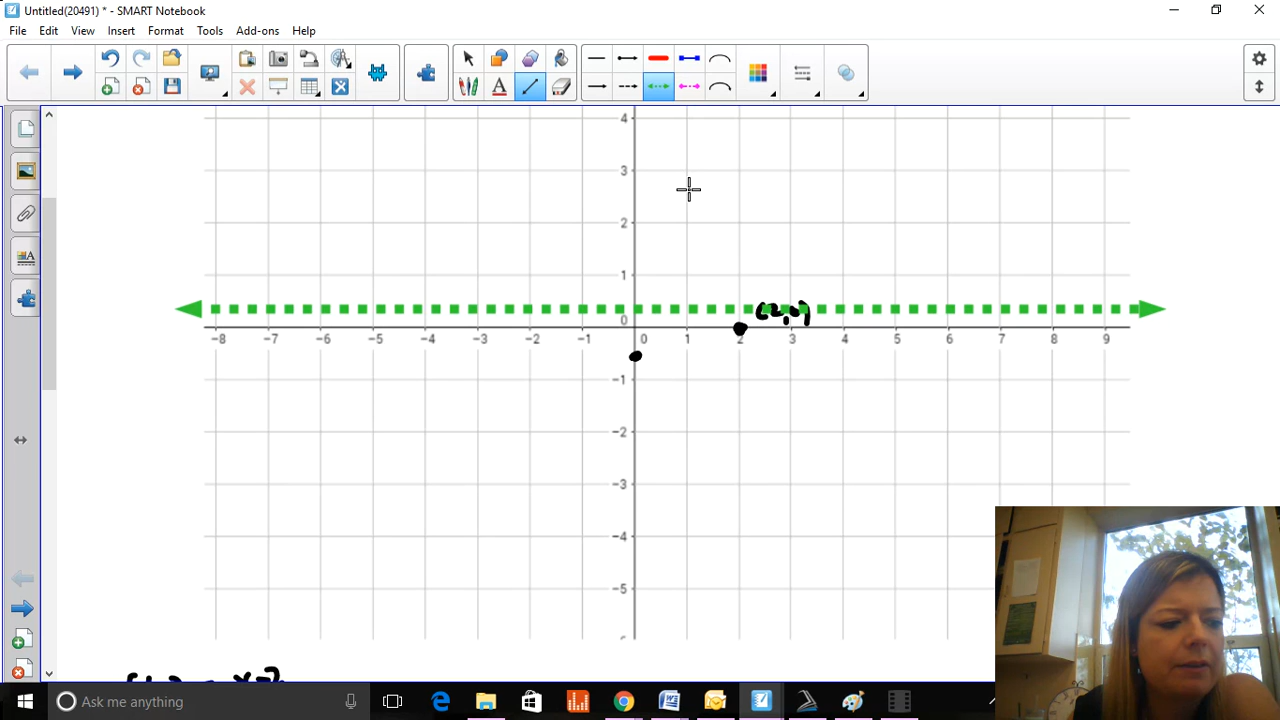 Untitled(20491) * - SMART Notebook
File Edit View Insert Format Tools Add-ons Help
4
3
2
1
0
-8 -7 -6 -5 -4 -3 -2 -1 0 1 2 3 4 5 6 7 8 9
-1
-2
-3
-4
-5
Ask me anything